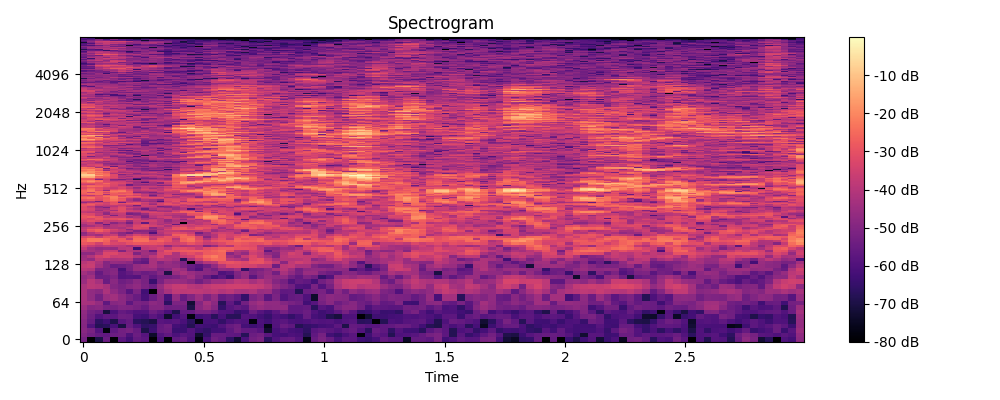 Spectrogram
Hz
4096
2048
1024
512
256
128
64
0
0
0.5
1
1.5
2
2.5
Time
-10 dB
-20 dB
-30 dB
-40 dB
-50 dB
-60 dB
-70 dB
-80 dB